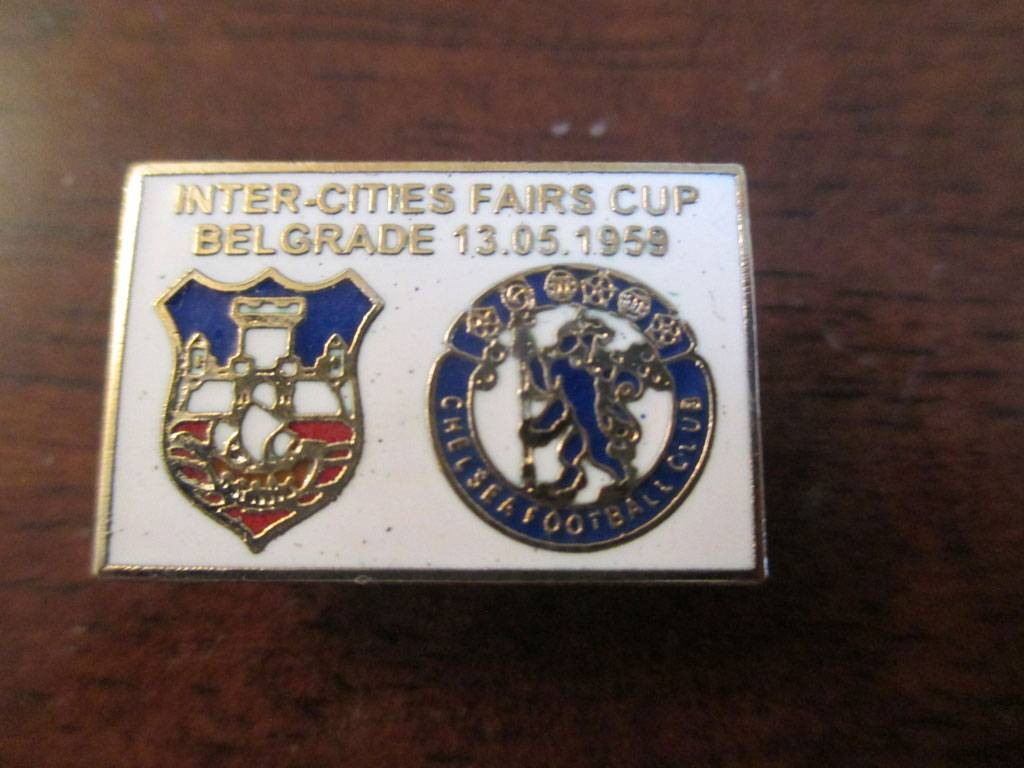 INTER-CITIES FAIRS CUP
BELGRADE 13.05.1959
CHELSEA FOOTBALL CLUB